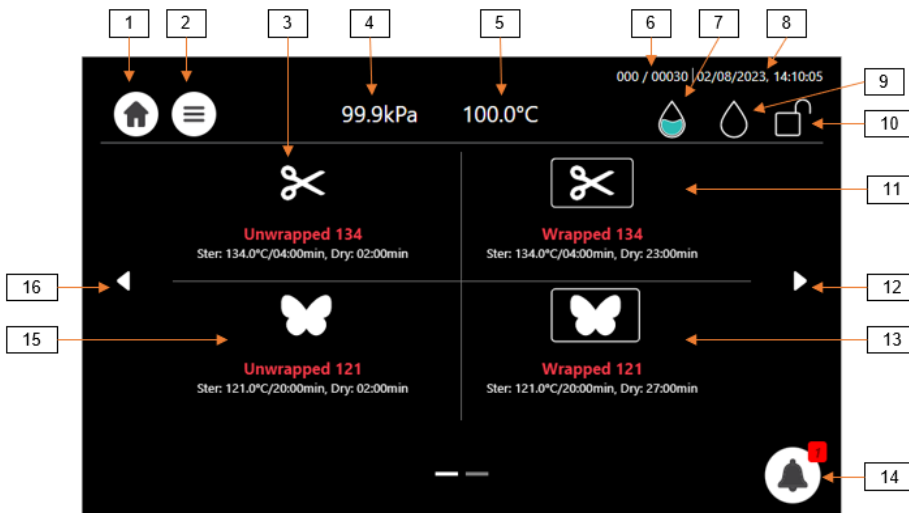 1 2 3 4 5 6 7 8
000 / 00030 | 02/08/2023, 14:10:05
9
99.9kPa 100.0°C
10
11
Unwrapped 134 Wrapped 134
Ster: 134.0°C/04:00min, Dry: 02:00min Ster: 134.0°C/04:00min, Dry: 23:00min
16 12
15 13
Unwrapped 121 Wrapped 121
Ster: 121.0°C/20:00min, Dry: 02:00min Ster: 121.0°C/20:00min, Dry: 27:00min
1
14